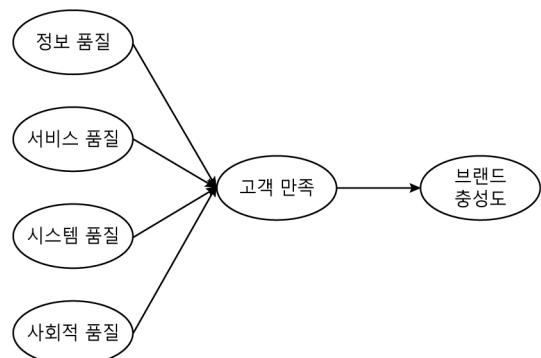 정보 품질
서비스 품질
시스템 품질
사회적 품질
고객 만족
브랜드
충성도